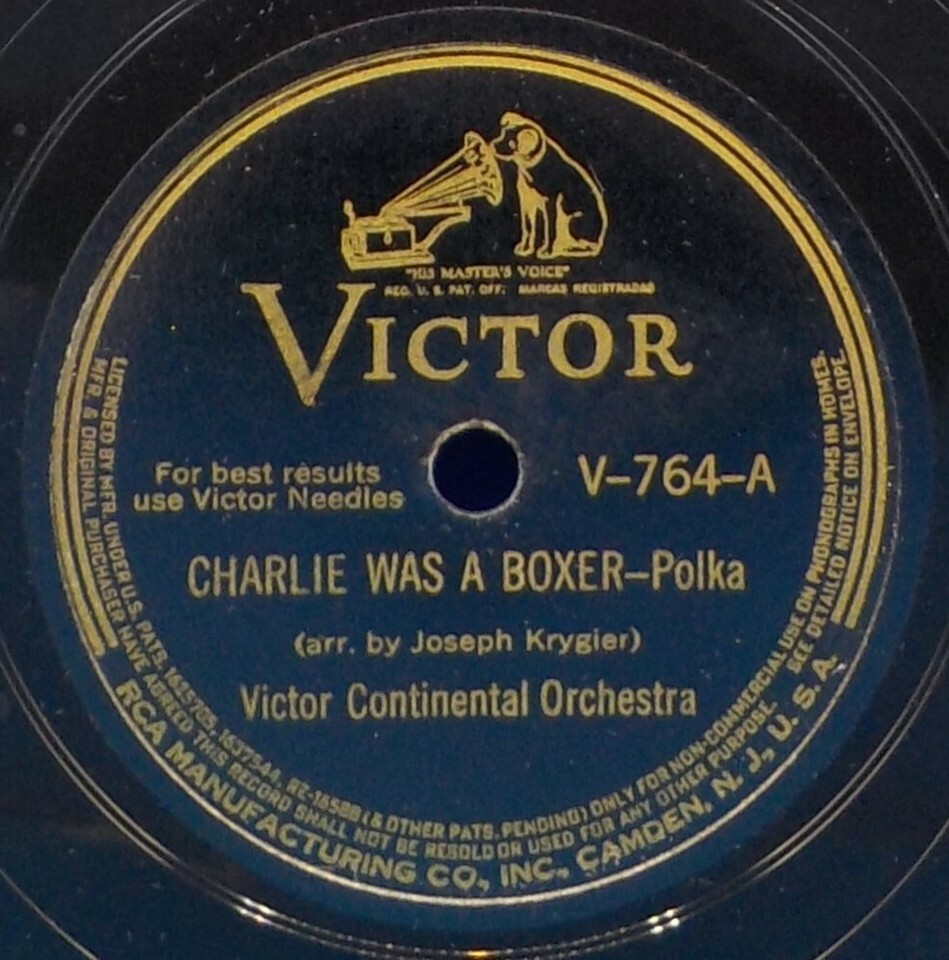 "HIS MASTER'S VOICE"
REG. U. S. PAT. OFF. MARCAS REGISTRADAS
VICTOR
For best results
use Victor Needles
V–764–A
CHARLIE WAS A BOXER–Polka
(arr. by Joseph Krygier)
Victor Continental Orchestra
LICENSED BY MFR. UNDER U.S. PATS. 1625705, 1637544, RE-16588 (& OTHER PATS. PENDING) ONLY FOR NON-COMMERCIAL USE ON PHONOGRAPHS IN HOMES.
MFR. & ORIGINAL PURCHASER HAVE AGREED THIS RECORD SHALL NOT BE RESOLD OR USED FOR ANY OTHER PURPOSE. SEE DETAILED NOTICE ON ENVELOPE.
RCA MANUFACTURING CO., INC., CAMDEN, N. J., U. S. A.